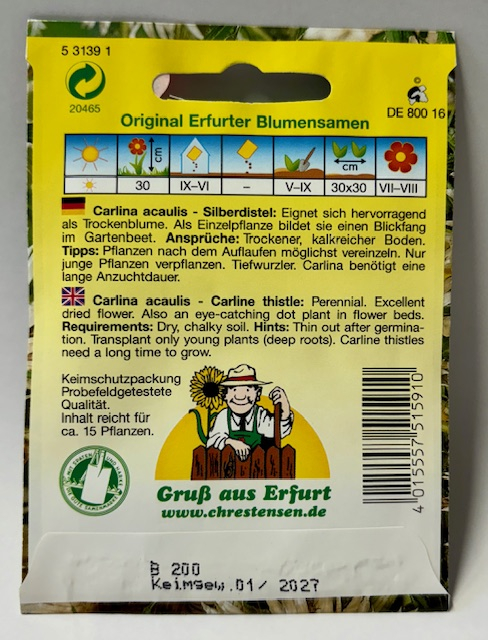 5 3139 1
20465
©
DE 800 16
Original Erfurter Blumensamen
cm cm
30 IX–VI – V–IX 30x30 VII–VIII
Carlina acaulis - Silberdistel: Eignet sich hervorragend
als Trockenblume. Als Einzelpflanze bildet sie einen Blickfang
im Gartenbeet. Ansprüche: Trockener, kalkreicher Boden.
Tipps: Pflanzen nach dem Auflaufen möglichst vereinzeln. Nur
junge Pflanzen verpflanzen. Tiefwurzler. Carlina benötigt eine
lange Anzuchtdauer.
Carlina acaulis - Carline thistle: Perennial. Excellent
dried flower. Also an eye-catching dot plant in flower beds.
Requirements: Dry, chalky soil. Hints: Thin out after germina-
tion. Transplant only young plants (deep roots). Carline thistles
need a long time to grow.
Keimschutzpackung
Probefeldgetestete
Qualität.
Inhalt reicht für
ca. 15 Pflanzen.
Gruß aus Erfurt
www.chrestensen.de
4 015557 515910
B 200
Keimgew.01/ 2027